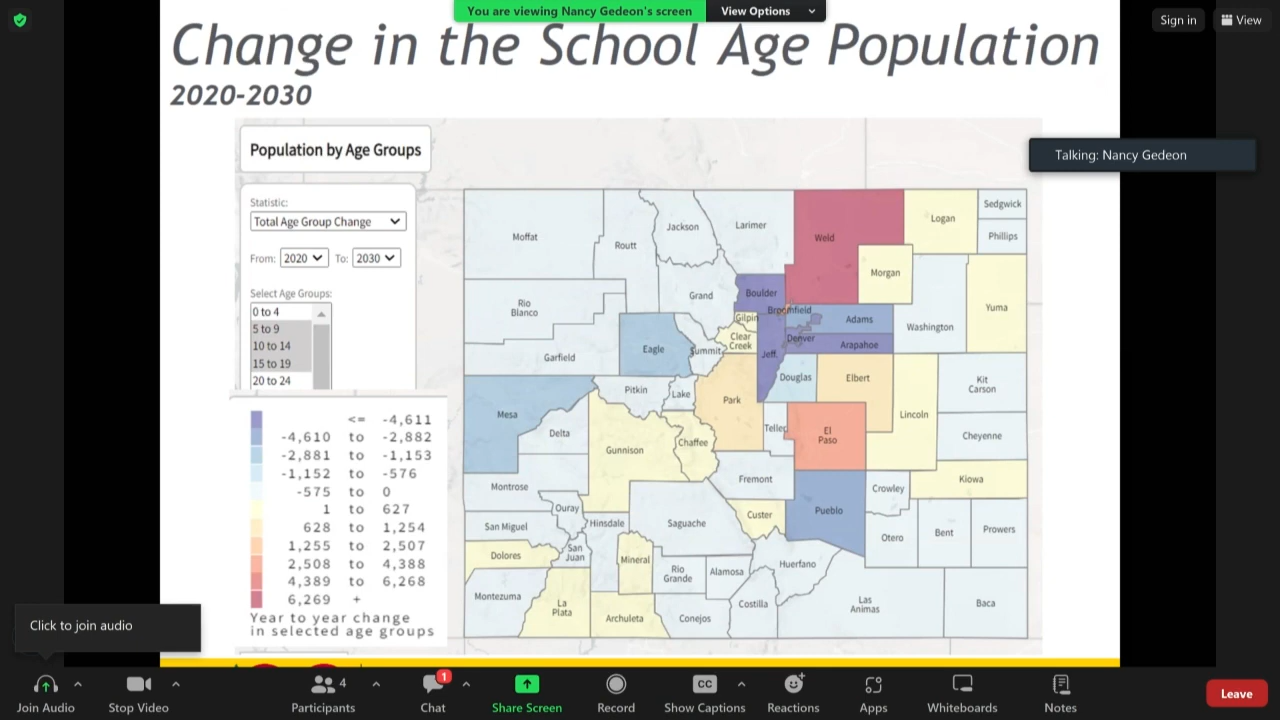 You are viewing Nancy Gedeon's screen
View Options
Sign in
View
Change in the School Age Population
2020-2030
Talking: Nancy Gedeon
Population by Age Groups
Statistic:
Total Age Group Change
From: 2020 To: 2030
Select Age Groups:
0 to 4
5 to 9
10 to 14
15 to 19
20 to 24
<= -4,611
-4,610 to -2,882
-2,881 to -1,153
-1,152 to -576
-575 to 0
1 to 627
628 to 1,254
1,255 to 2,507
2,508 to 4,388
4,389 to 6,268
6,269 +
Year to year change
in selected age groups
Moffat
Routt
Jackson
Larimer
Weld
Logan
Sedgwick
Phillips
Morgan
Rio
Blanco
Grand
Boulder
Broomfield
Gilpin
Adams
Washington
Yuma
Garfield
Eagle
Summit
Clear
Creek
Jeff.
Denver
Arapahoe
Mesa
Pitkin
Lake
Park
Douglas
Elbert
Lincoln
Kit
Carson
Delta
Gunnison
Chaffee
Teller
El
Paso
Cheyenne
Montrose
Fremont
Crowley
Kiowa
Ouray
San Miguel
Hinsdale
Saguache
Custer
Pueblo
Otero
Bent
Prowers
Dolores
San
Juan
Mineral
Rio
Grande
Alamosa
Huerfano
Montezuma
La
Plata
Archuleta
Conejos
Costilla
Las
Animas
Baca
Click to join audio
Join Audio
Stop Video
Participants
4
Chat
1
Share Screen
Record
CC
Show Captions
Reactions
Apps
Whiteboards
Notes
Leave